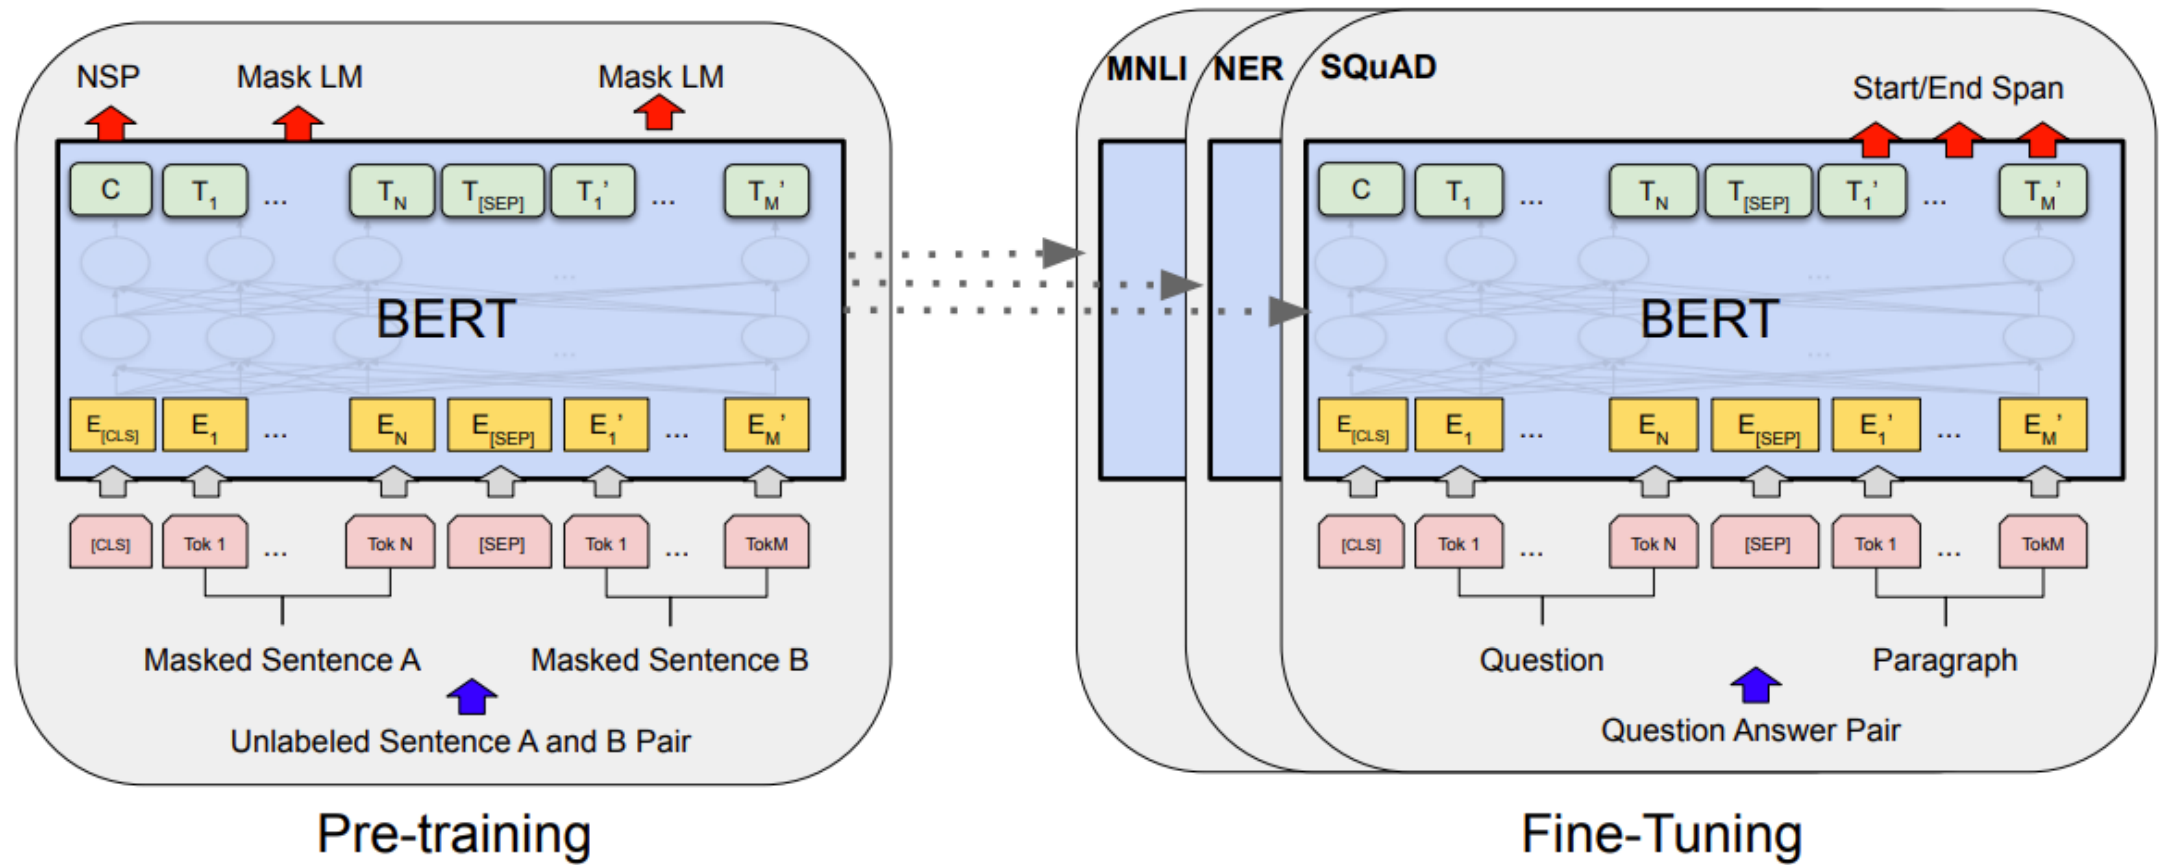 NSP Mask LM Mask LM
C T1 ... TN T[SEP] T1’ ... TM’
...
BERT
...
E[CLS] E1 ... EN E[SEP] E1’ ... EM’
[CLS] Tok 1 ... Tok N [SEP] Tok 1 ... TokM
Masked Sentence A Masked Sentence B
Unlabeled Sentence A and B Pair
Pre-training
MNLI NER SQuAD
Start/End Span
C T1 ... TN T[SEP] T1’ ... TM’
...
BERT
...
E[CLS] E1 ... EN E[SEP] E1’ ... EM’
[CLS] Tok 1 ... Tok N [SEP] Tok 1 ... TokM
Question Paragraph
Question Answer Pair
Fine-Tuning